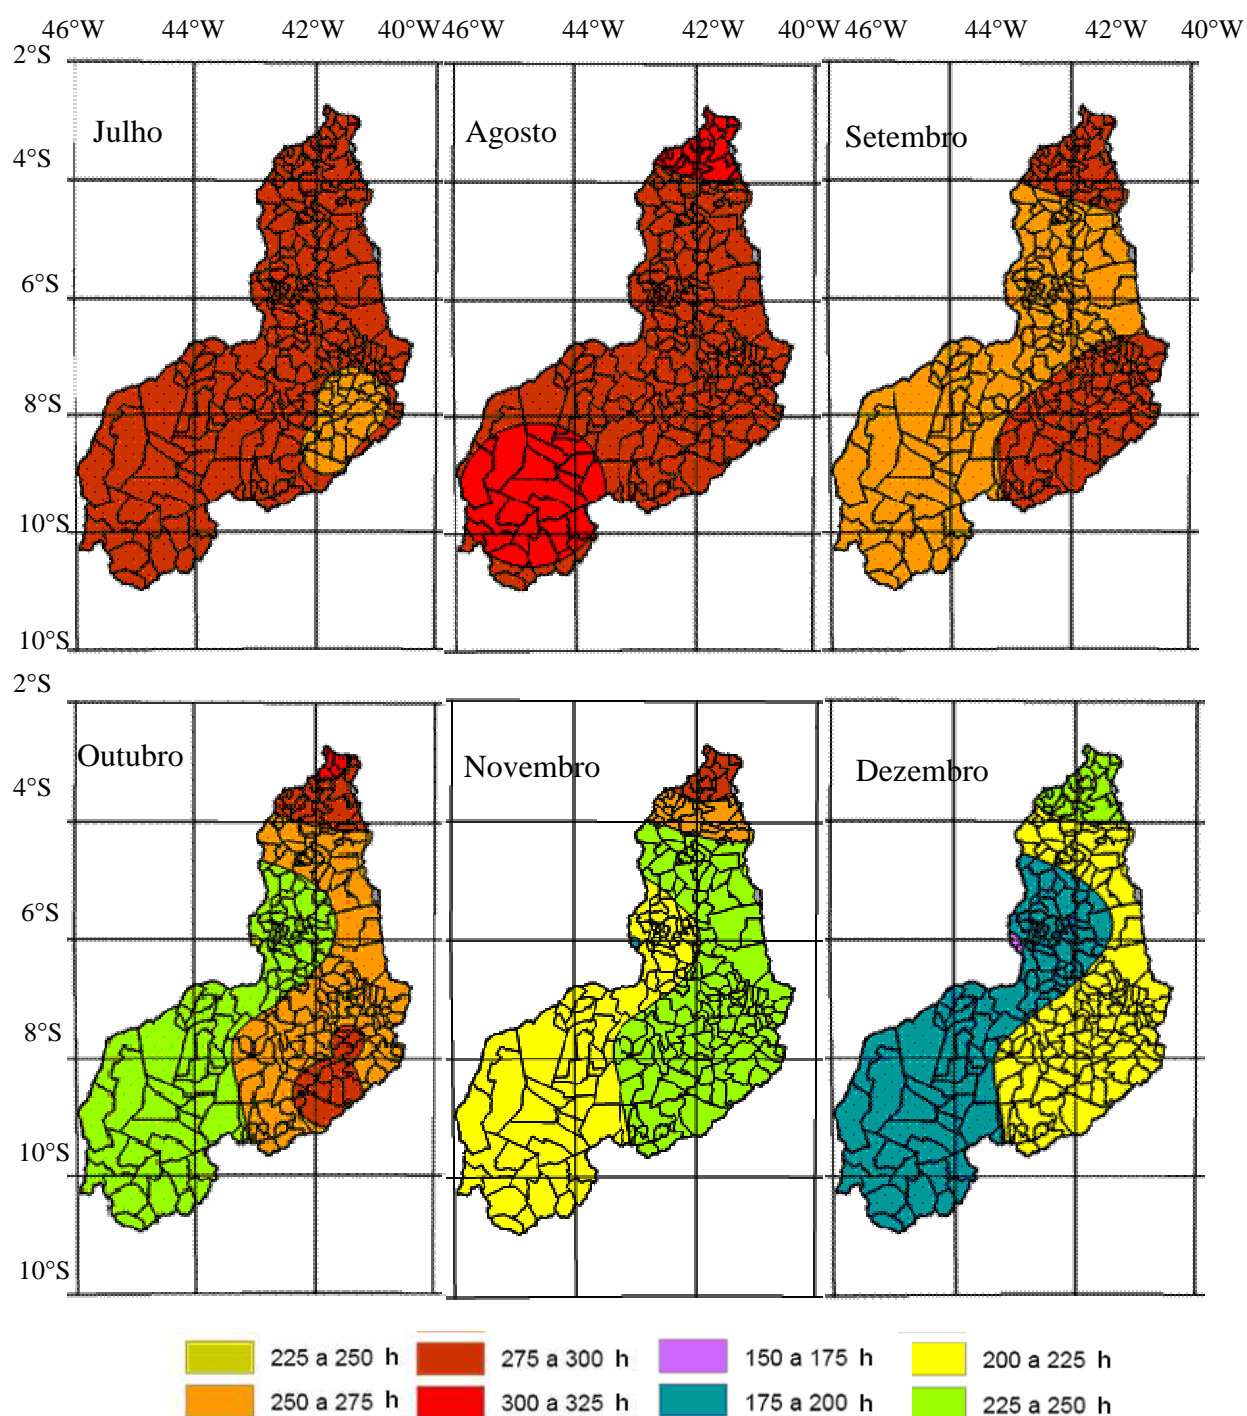 46°W 44°W 42°W 40°W 46°W 44°W 42°W 40°W 46°W 44°W 42°W 40°W
2°S
Julho Agosto Setembro
4°S
6°S
8°S
10°S
10°S
2°S
Outubro Novembro Dezembro
4°S
6°S
8°S
10°S
10°S
225 a 250 h 275 a 300 h 150 a 175 h 200 a 225 h
250 a 275 h 300 a 325 h 175 a 200 h 225 a 250 h